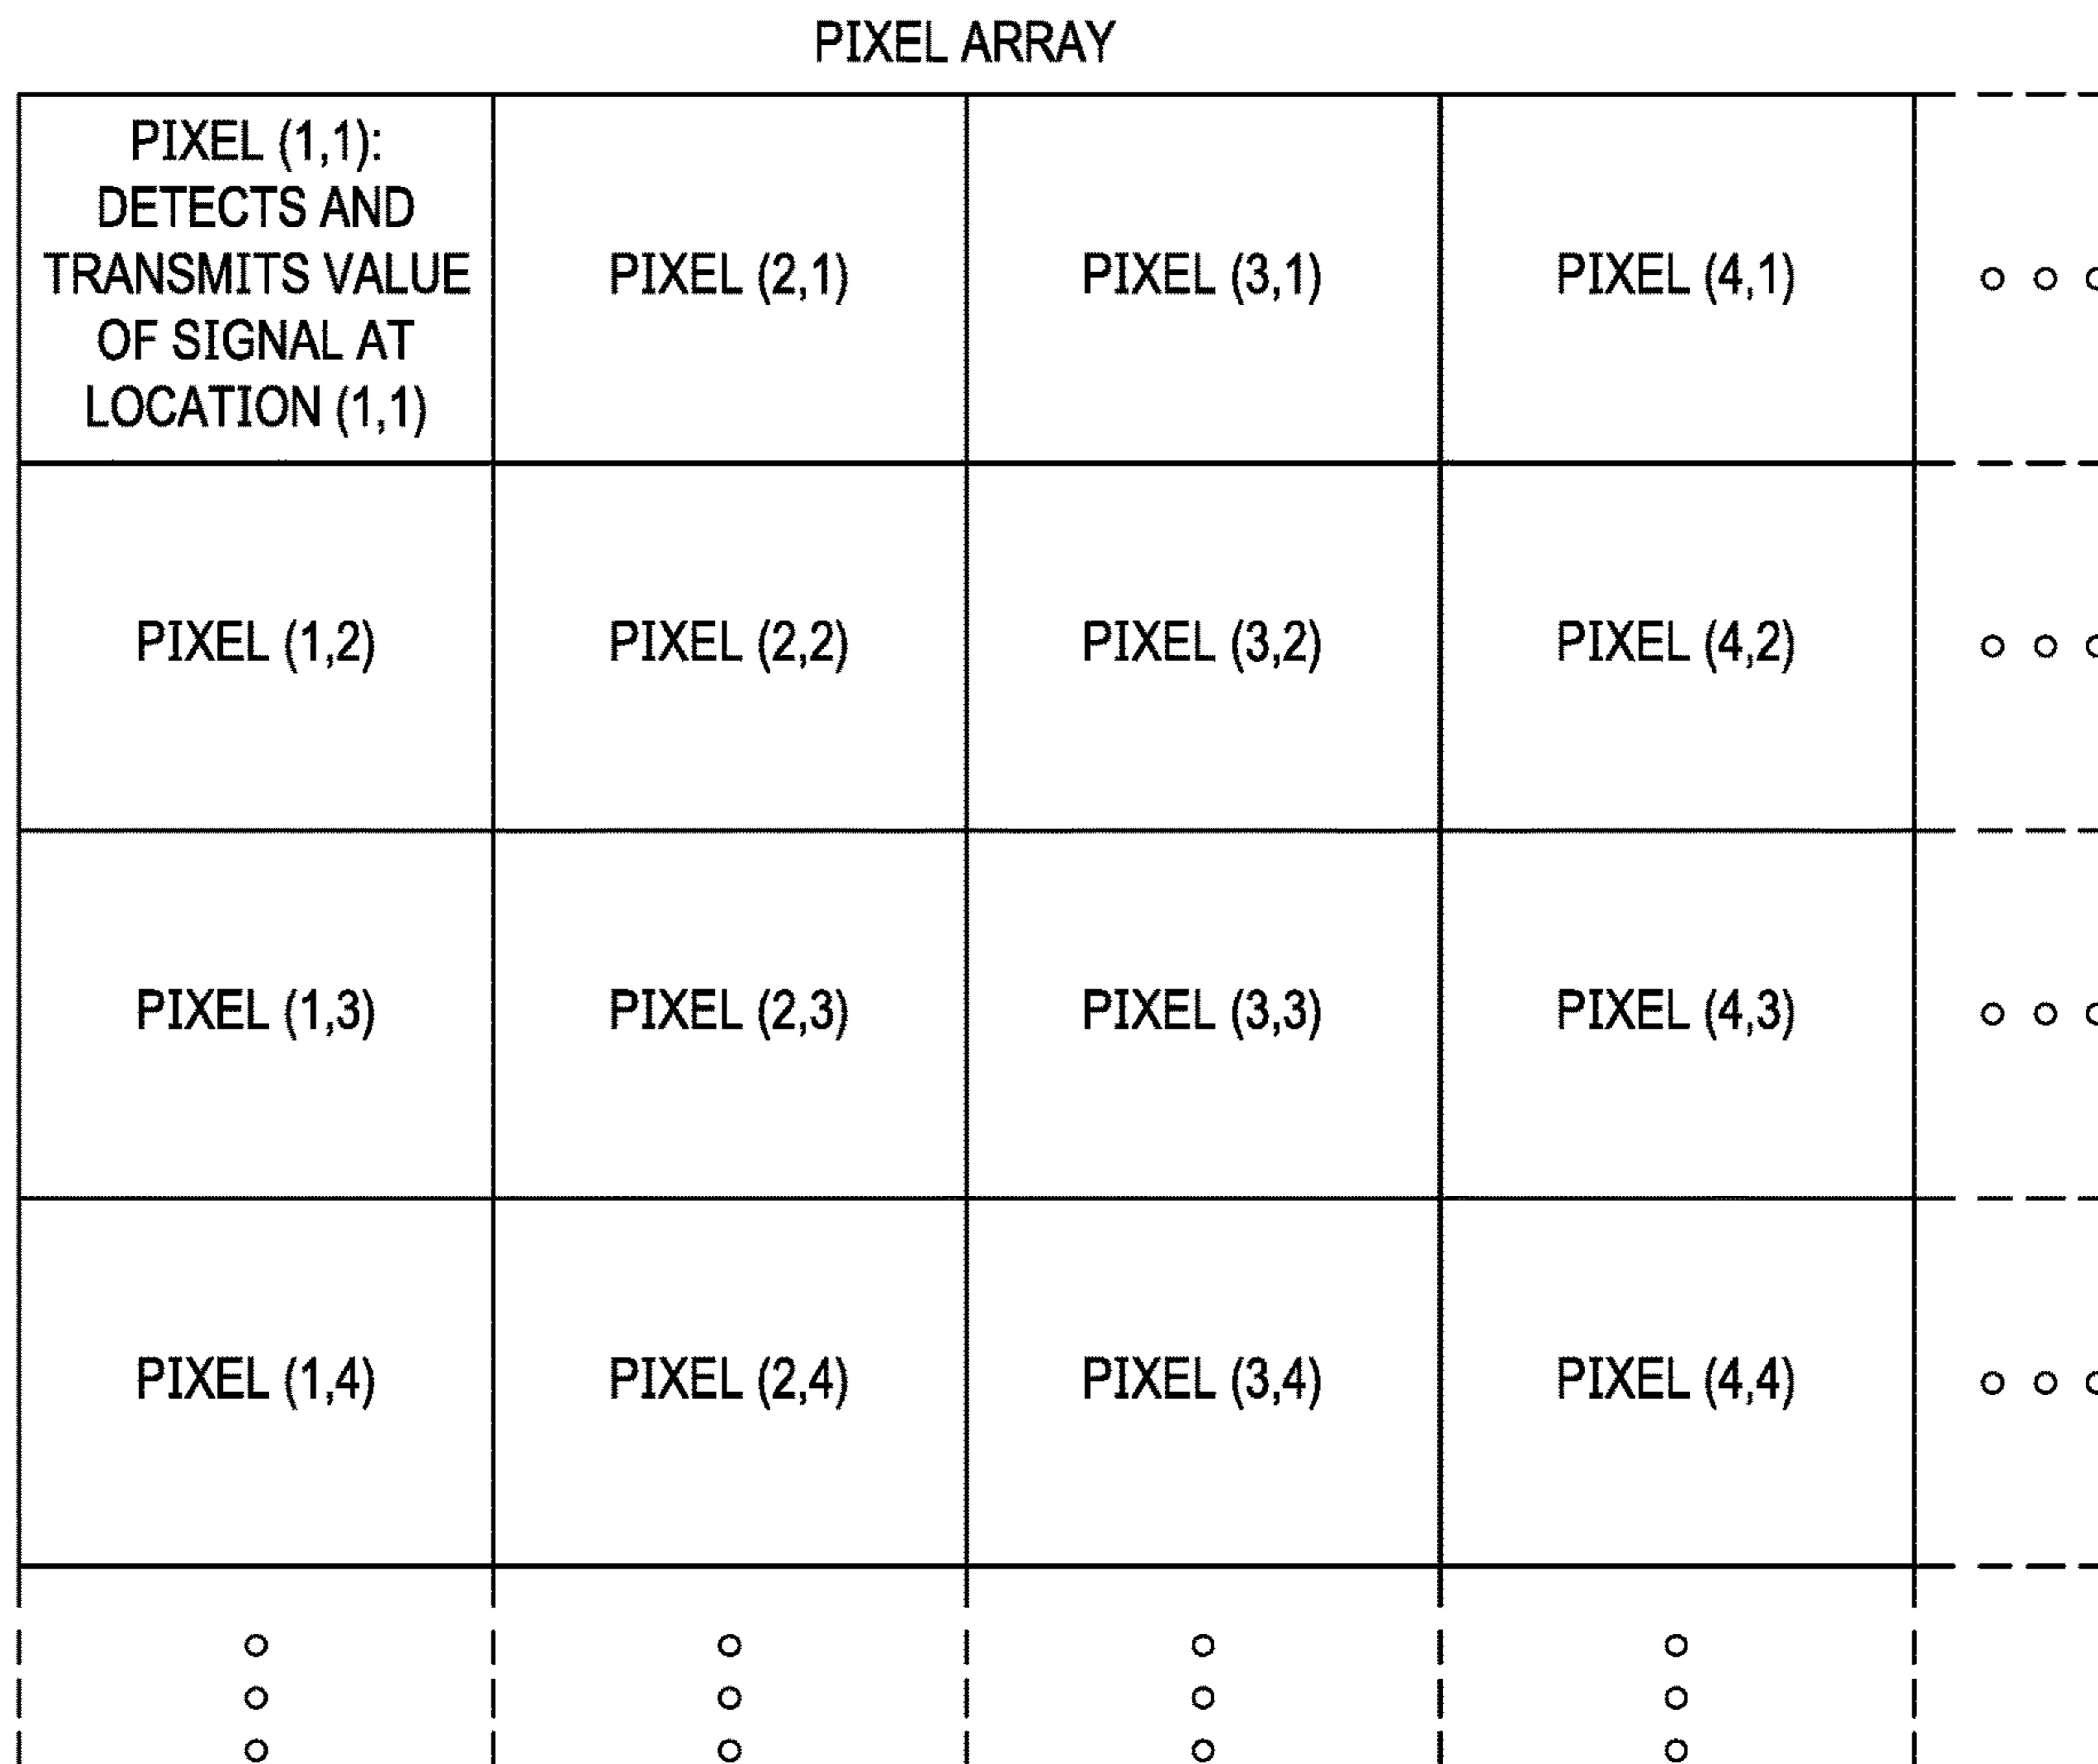 PIXEL ARRAY
PIXEL (1,1):
DETECTS AND
TRANSMITS VALUE
OF SIGNAL AT
LOCATION (1,1)
PIXEL (2,1)
PIXEL (3,1)
PIXEL (4,1)
PIXEL (1,2)
PIXEL (2,2)
PIXEL (3,2)
PIXEL (4,2)
PIXEL (1,3)
PIXEL (2,3)
PIXEL (3,3)
PIXEL (4,3)
PIXEL (1,4)
PIXEL (2,4)
PIXEL (3,4)
PIXEL (4,4)